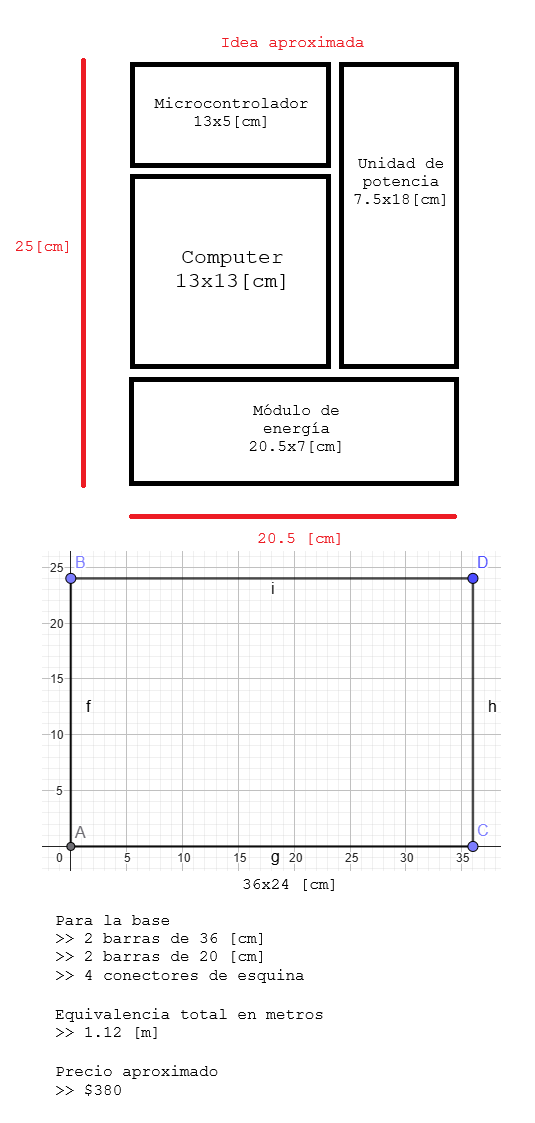 Idea aproximada
Microcontrolador
13x5[cm]
Unidad de
potencia
7.5x18[cm]
25[cm]
Computer
13x13[cm]
Módulo de
energía
20.5x7[cm]
20.5 [cm]
25
B
D
i
20
15
f
h
10
5
A
C
0
5
10
15
g
20
25
30
35
36x24 [cm]
Para la base
>> 2 barras de 36 [cm]
>> 2 barras de 20 [cm]
>> 4 conectores de esquina
Equivalencia total en metros
>> 1.12 [m]
Precio aproximado
>> $380